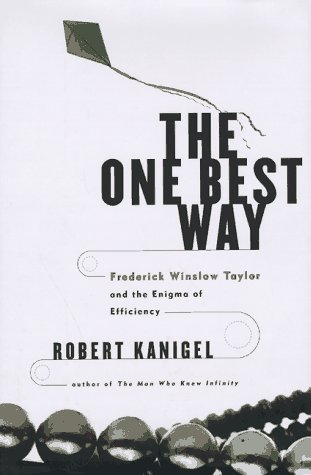 THE
ONE BEST
WAY
Frederick Winslow Taylor
and the Enigma of
Efficiency
ROBERT KANIGEL
author of The Man Who Knew Infinity